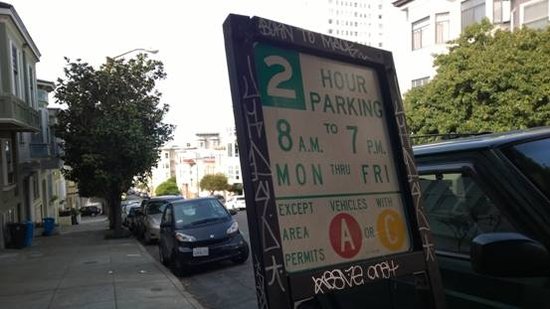 2 HOUR
PARKING
8 A.M. TO 7 P.M.
MON THRU FRI
EXCEPT VEHICLES WITH
AREA A OR C
PERMITS